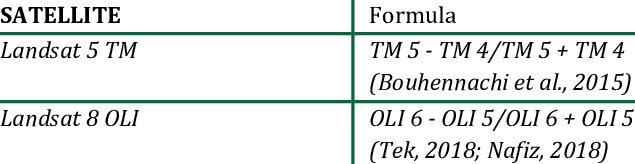 SATELLITE Formula
Landsat 5 TM TM 5 - TM 4/TM 5 + TM 4
(Bouhennachi et al., 2015)
Landsat 8 OLI OLI 6 - OLI 5/OLI 6 + OLI 5
(Tek, 2018; Nafiz, 2018)